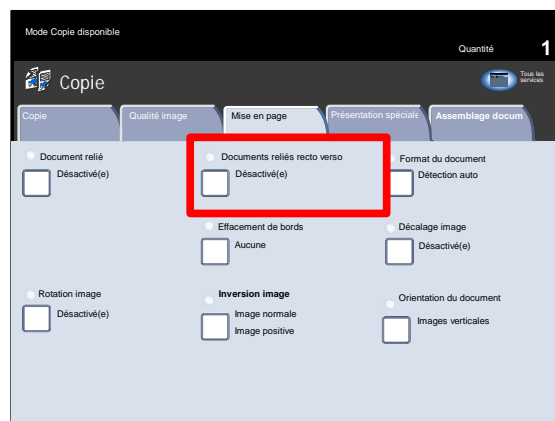 Mode Copie disponible
Quantité 1
Copie
Tous les
services
Copie
Qualité image
Mise en page
Présentation spéciale
Assemblage docum
Document relié
Désactivé(e)
Documents reliés recto verso
Désactivé(e)
Format du document
Détection auto
Effacement de bords
Aucune
Décalage image
Désactivé(e)
Rotation image
Désactivé(e)
Inversion image
Image normale
Image positive
Orientation du document
Images verticales